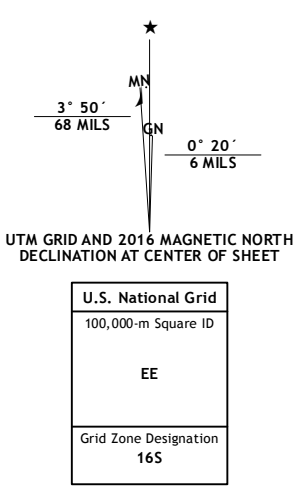 ★
MN
3° 50´
68 MILS
GN
0° 20´
6 MILS
UTM GRID AND 2016 MAGNETIC NORTH
DECLINATION AT CENTER OF SHEET
U.S. National Grid
100,000-m Square ID
EE
Grid Zone Designation
16S